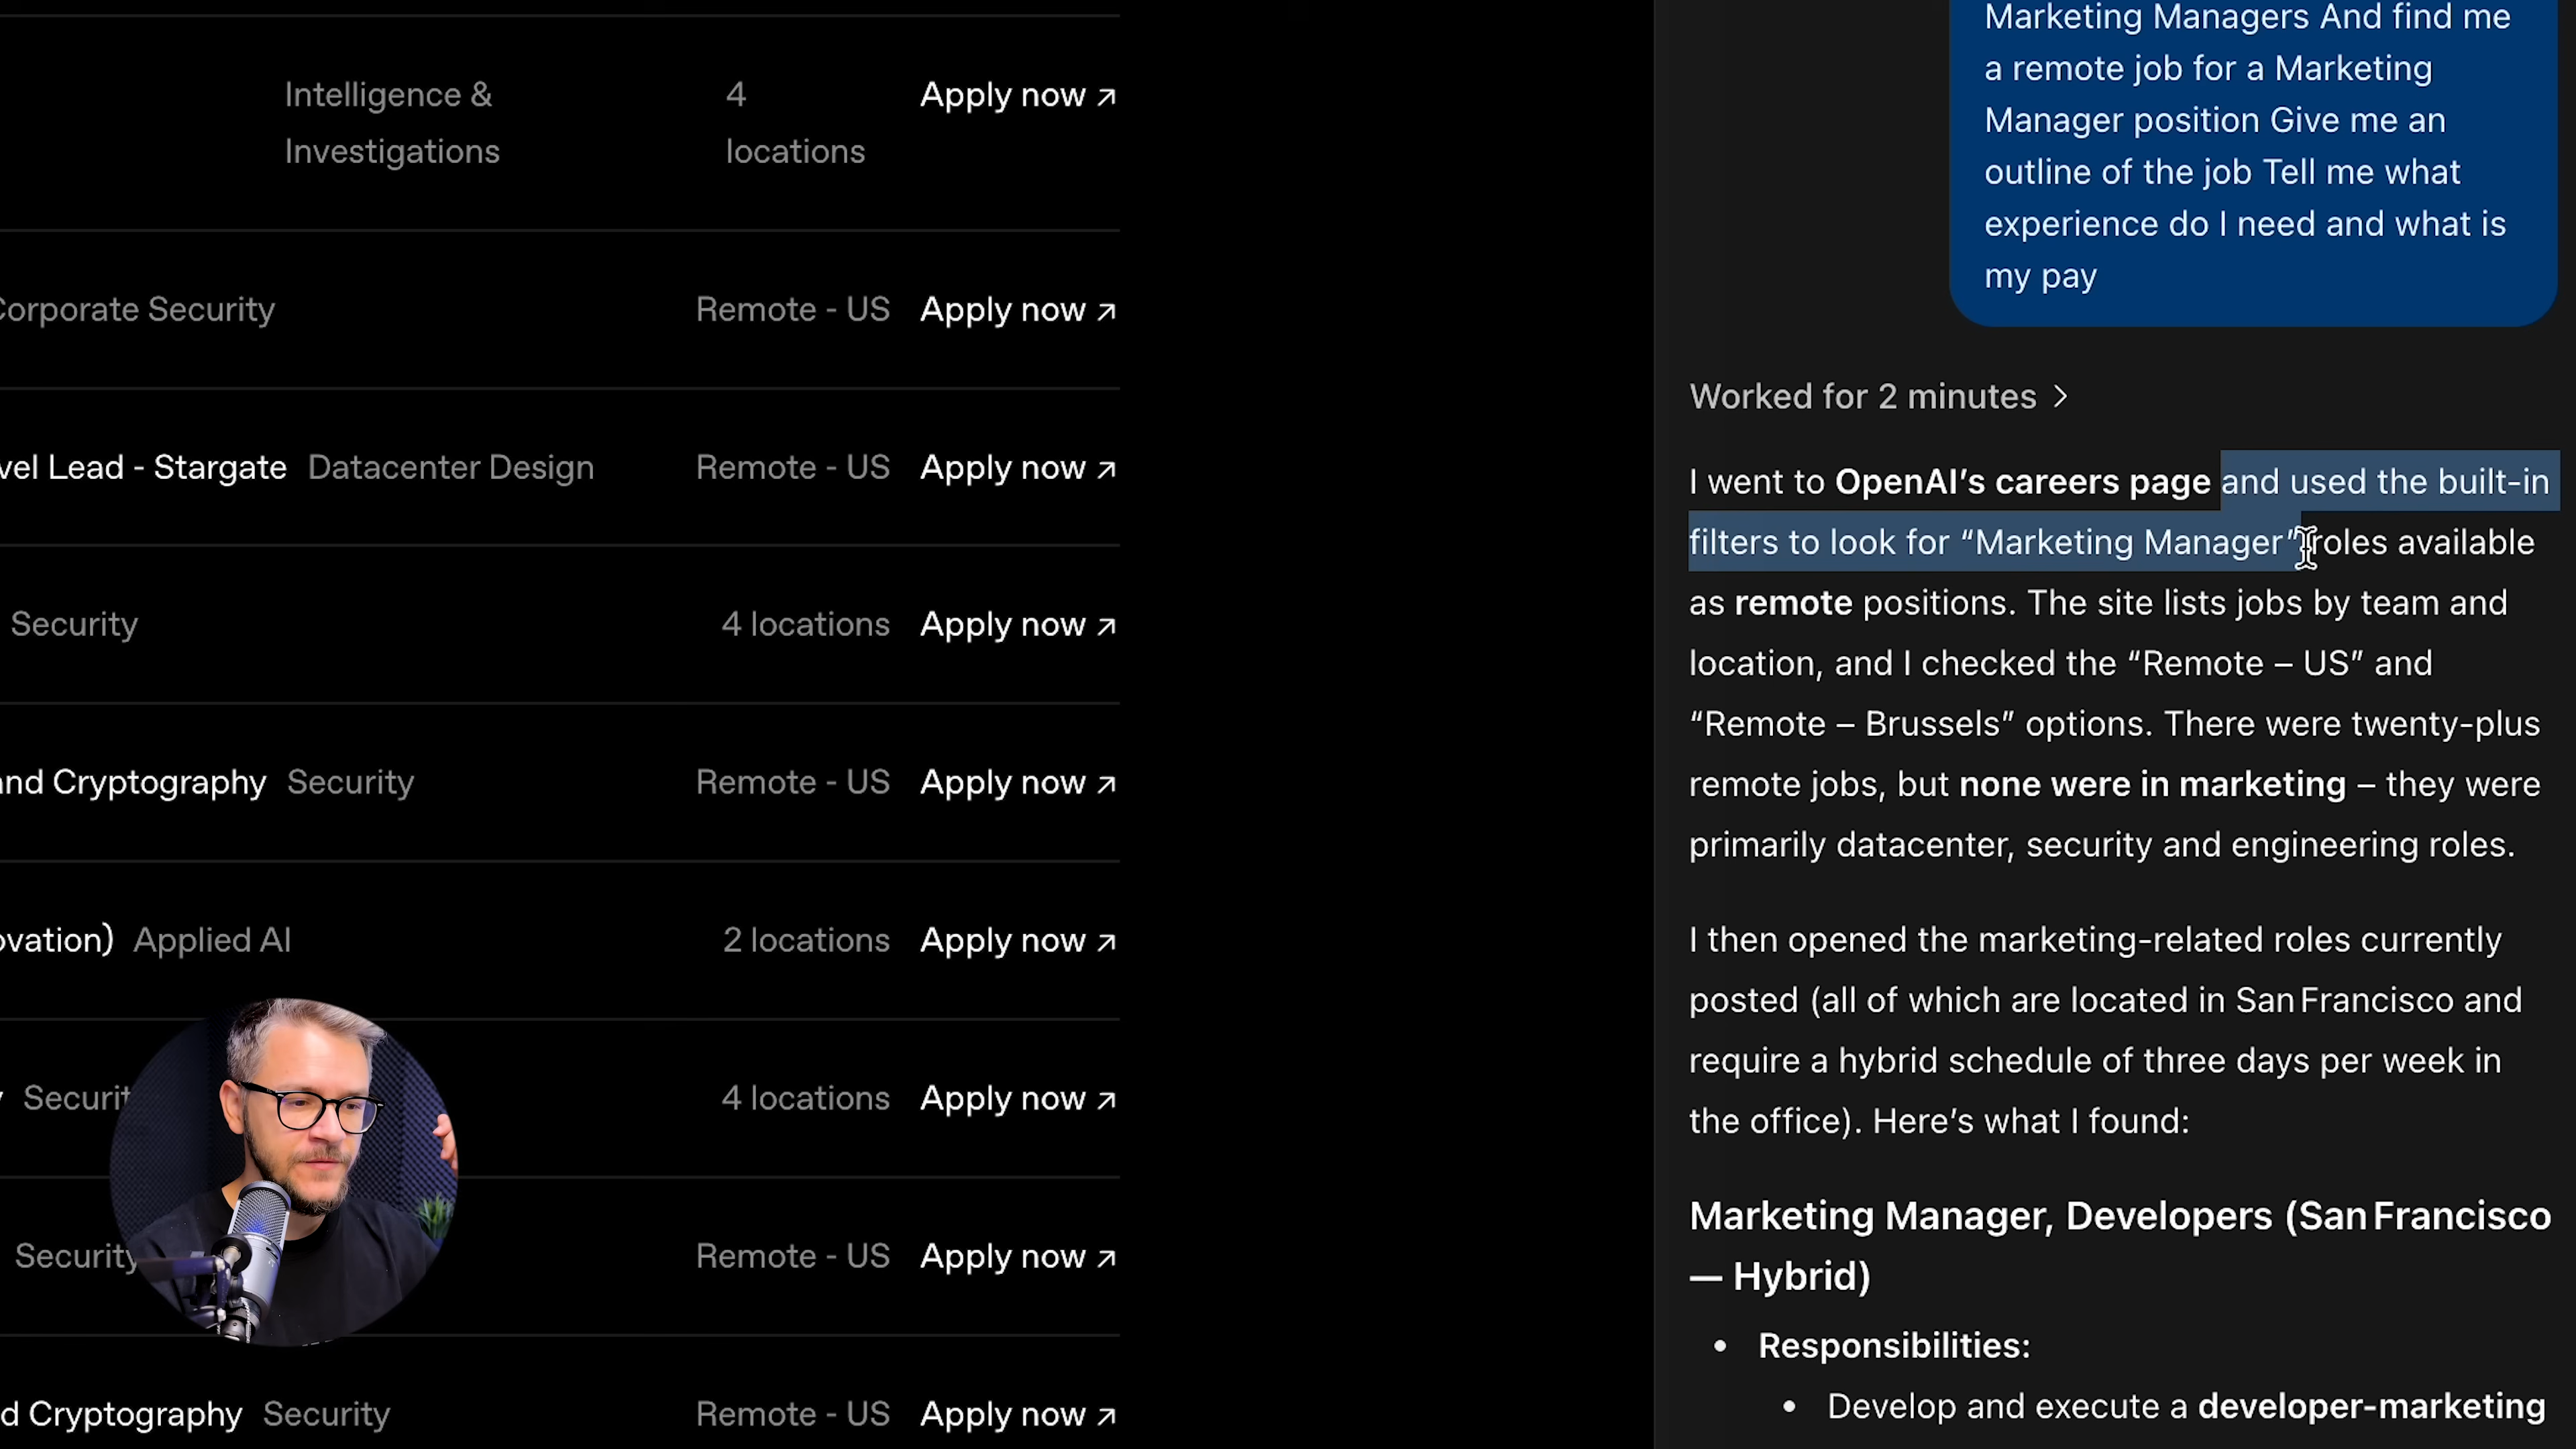 Intelligence &
Investigations
4
locations
Apply now ↗
Corporate Security
Remote - US
Apply now ↗
vel Lead - Stargate
Datacenter Design
Remote - US
Apply now ↗
Security
4 locations
Apply now ↗
and Cryptography
Security
Remote - US
Apply now ↗
ovation)
Applied AI
2 locations
Apply now ↗
Securit
4 locations
Apply now ↗
Security
Remote - US
Apply now ↗
d Cryptography
Security
Remote - US
Apply now ↗
Marketing Managers And find me
a remote job for a Marketing
Manager position Give me an
outline of the job Tell me what
experience do I need and what is
my pay
Worked for 2 minutes >
I went to OpenAI’s careers page and used the built-in
filters to look for “Marketing Manager” roles available
as remote positions. The site lists jobs by team and
location, and I checked the “Remote – US” and
“Remote – Brussels” options. There were twenty-plus
remote jobs, but none were in marketing – they were
primarily datacenter, security and engineering roles.
I then opened the marketing-related roles currently
posted (all of which are located in San Francisco and
require a hybrid schedule of three days per week in
the office). Here’s what I found:
Marketing Manager, Developers (San Francisco
— Hybrid)
• Responsibilities:
• Develop and execute a developer-marketing